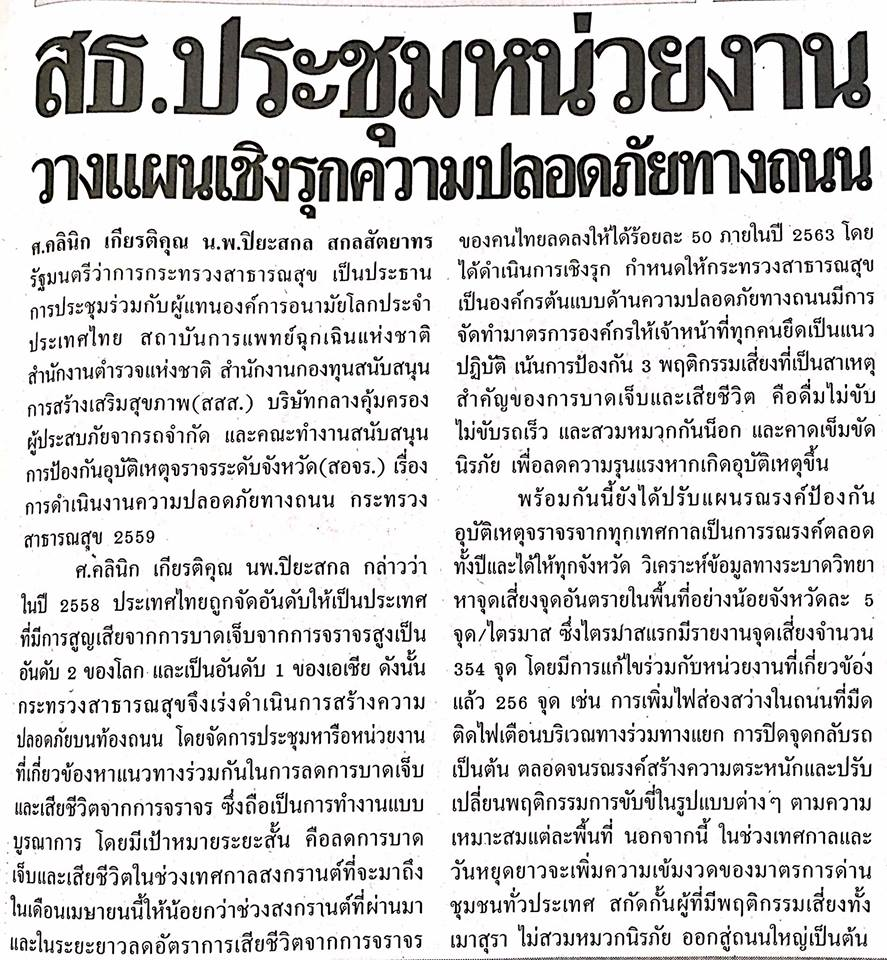 สธ.ประชุมหน่วยงาน
วางแผนเชิงรุกความปลอดภัยทางถนน
ศ.คลินิก เกียรติคุณ น.พ.ปิยะสกล สกลสัตยาทร
รัฐมนตรีว่าการกระทรวงสาธารณสุข เป็นประธาน
การประชุมร่วมกับผู้แทนองค์การอนามัยโลกประจำ
ประเทศไทย สถาบันการแพทย์ฉุกเฉินแห่งชาติ
สำนักงานตำรวจแห่งชาติ สำนักงานกองทุนสนับสนุน
การสร้างเสริมสุขภาพ(สสส.) บริษัทกลางคุ้มครอง
ผู้ประสบภัยจากรถจำกัด และคณะทำงานสนับสนุน
การป้องกันอุบัติเหตุจราจรระดับจังหวัด(สอจร.) เรื่อง
การดำเนินงานความปลอดภัยทางถนน กระทรวง
สาธารณสุข 2559
ศ.คลินิก เกียรติคุณ นพ.ปิยะสกล กล่าวว่า
ในปี 2558 ประเทศไทยถูกจัดอันดับให้เป็นประเทศ
ที่มีการสูญเสียจากการบาดเจ็บจากการจราจรสูงเป็น
อันดับ 2 ของโลก และเป็นอันดับ 1 ของเอเชีย ดังนั้น
กระทรวงสาธารณสุขจึงเร่งดำเนินการสร้างความ
ปลอดภัยบนท้องถนน โดยจัดการประชุมหารือหน่วยงาน
ที่เกี่ยวข้องหาแนวทางร่วมกันในการลดการบาดเจ็บ
และเสียชีวิตจากการจราจร ซึ่งถือเป็นการทำงานแบบ
บูรณาการ โดยมีเป้าหมายระยะสั้น คือลดการบาด
เจ็บและเสียชีวิตในช่วงเทศกาลสงกรานต์ที่จะมาถึง
ในเดือนเมษายนนี้ให้น้อยกว่าช่วงสงกรานต์ที่ผ่านมา
และในระยะยาวลดอัตราการเสียชีวิตจากการจราจร
ของคนไทยลดลงให้ได้ร้อยละ 50 ภายในปี 2563 โดย
ได้ดำเนินการเชิงรุก กำหนดให้กระทรวงสาธารณสุข
เป็นองค์กรต้นแบบด้านความปลอดภัยทางถนนมีการ
จัดทำมาตรการองค์กรให้เจ้าหน้าที่ทุกคนยึดเป็นแนว
ปฏิบัติ เน้นการป้องกัน 3 พฤติกรรมเสี่ยงที่เป็นสาเหตุ
สำคัญของการบาดเจ็บและเสียชีวิต คือดื่มไม่ขับ
ไม่ขับรถเร็ว และสวมหมวกกันน็อก และคาดเข็มขัด
นิรภัย เพื่อลดความรุนแรงหากเกิดอุบัติเหตุขึ้น
พร้อมกันนี้ยังได้ปรับแผนรณรงค์ป้องกัน
อุบัติเหตุจราจรจากทุกเทศกาลเป็นการรณรงค์ตลอด
ทั้งปีและได้ให้ทุกจังหวัด วิเคราะห์ข้อมูลทางระบาดวิทยา
หาจุดเสี่ยงจุดอันตรายในพื้นที่อย่างน้อยจังหวัดละ 5
จุด/ไตรมาส ซึ่งไตรมาสแรกมีรายงานจุดเสี่ยงจำนวน
354 จุด โดยมีการแก้ไขร่วมกับหน่วยงานที่เกี่ยวข้อง
แล้ว 256 จุด เช่น การเพิ่มไฟส่องสว่างในถนนที่มืด
ติดไฟเตือนบริเวณทางร่วมทางแยก การปิดจุดกลับรถ
เป็นต้น ตลอดจนรณรงค์สร้างความตระหนักและปรับ
เปลี่ยนพฤติกรรมการขับขี่ในรูปแบบต่างๆ ตามความ
เหมาะสมแต่ละพื้นที่ นอกจากนี้ ในช่วงเทศกาลและ
วันหยุดยาวจะเพิ่มความเข้มงวดของมาตรการด่าน
ชุมชนทั่วประเทศ สกัดกั้นผู้ที่มีพฤติกรรมเสี่ยงทั้ง
เมาสุรา ไม่สวมหมวกนิรภัย ออกสู่ถนนใหญ่เป็นต้น